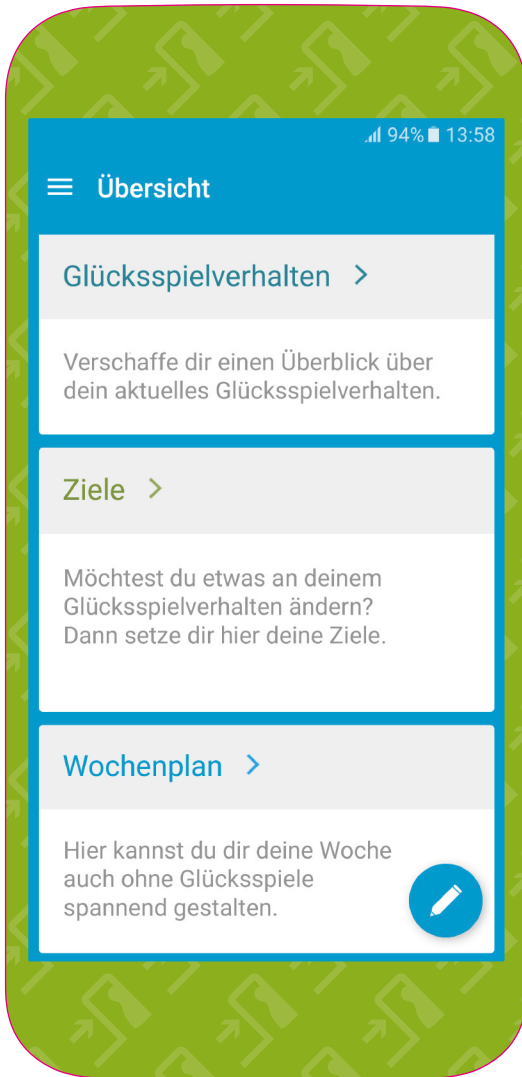 94% 13:58
Übersicht
Glücksspielverhalten
Verschaffe dir einen Überblick über
dein aktuelles Glücksspielverhalten.
Ziele
Möchtest du etwas an deinem
Glücksspielverhalten ändern?
Dann setze dir hier deine Ziele.
Wochenplan
Hier kannst du dir deine Woche
auch ohne Glücksspiele
spannend gestalten.